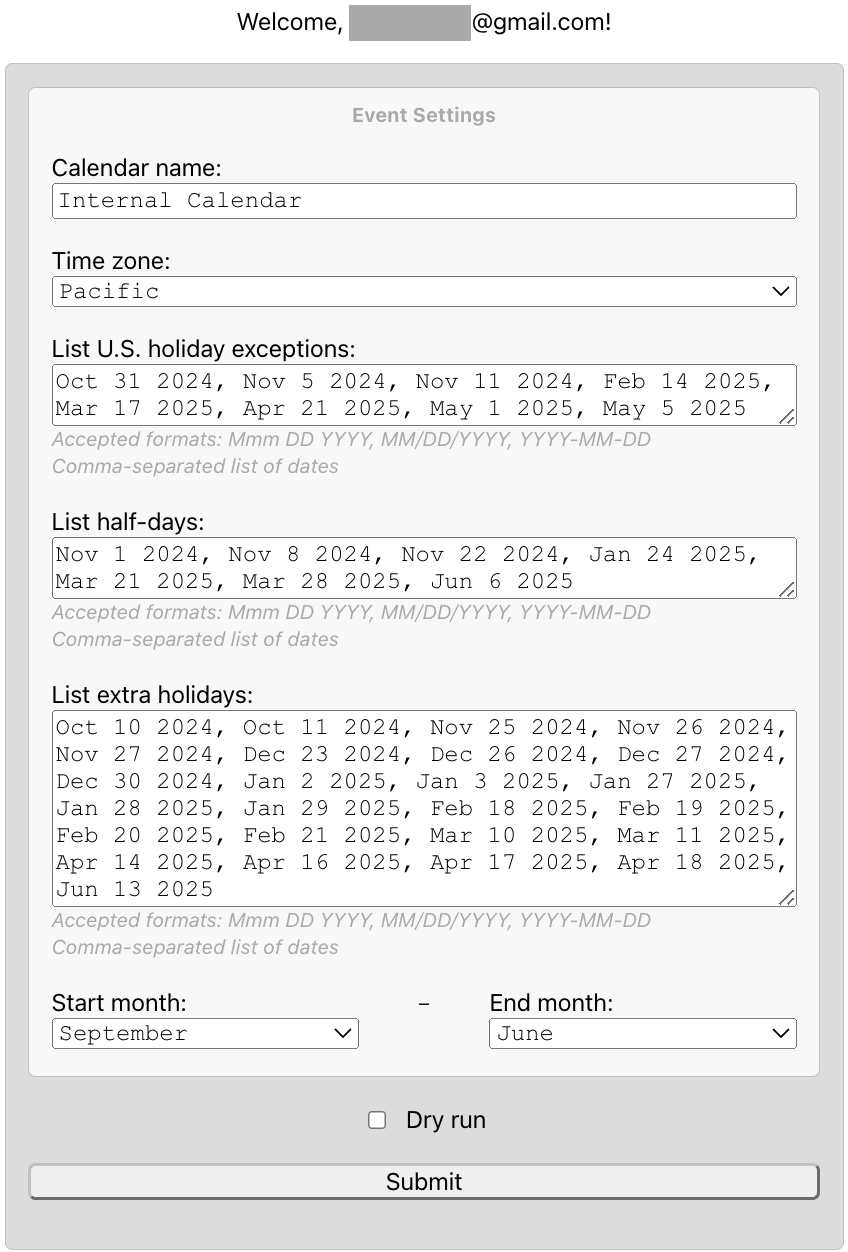 Welcome, @gmail.com!
Event Settings
Calendar name:
Internal Calendar
Time zone:
Pacific
List U.S. holiday exceptions:
Oct 31 2024, Nov 5 2024, Nov 11 2024, Feb 14 2025,
Mar 17 2025, Apr 21 2025, May 1 2025, May 5 2025
Accepted formats: Mmm DD YYYY, MM/DD/YYYY, YYYY-MM-DD
Comma-separated list of dates
List half-days:
Nov 1 2024, Nov 8 2024, Nov 22 2024, Jan 24 2025,
Mar 21 2025, Mar 28 2025, Jun 6 2025
Accepted formats: Mmm DD YYYY, MM/DD/YYYY, YYYY-MM-DD
Comma-separated list of dates
List extra holidays:
Oct 10 2024, Oct 11 2024, Nov 25 2024, Nov 26 2024,
Nov 27 2024, Dec 23 2024, Dec 26 2024, Dec 27 2024,
Dec 30 2024, Jan 2 2025, Jan 3 2025, Jan 27 2025,
Jan 28 2025, Jan 29 2025, Feb 18 2025, Feb 19 2025,
Feb 20 2025, Feb 21 2025, Mar 10 2025, Mar 11 2025,
Apr 14 2025, Apr 16 2025, Apr 17 2025, Apr 18 2025,
Jun 13 2025
Accepted formats: Mmm DD YYYY, MM/DD/YYYY, YYYY-MM-DD
Comma-separated list of dates
Start month: – End month:
September June
Dry run
Submit